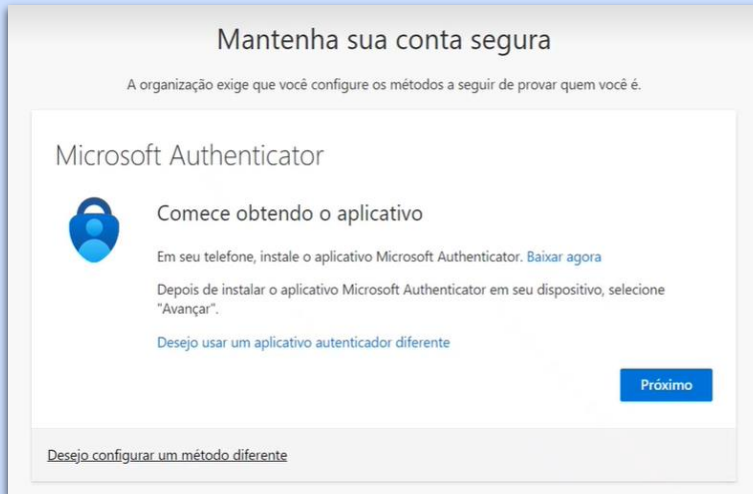 Mantenha sua conta segura
A organização exige que você configure os métodos a seguir de provar quem você é.
Microsoft Authenticator
Comece obtendo o aplicativo
Em seu telefone, instale o aplicativo Microsoft Authenticator. Baixar agora
Depois de instalar o aplicativo Microsoft Authenticator em seu dispositivo, selecione
"Avançar".
Desejo usar um aplicativo autenticador diferente
Próximo
Desejo configurar um método diferente